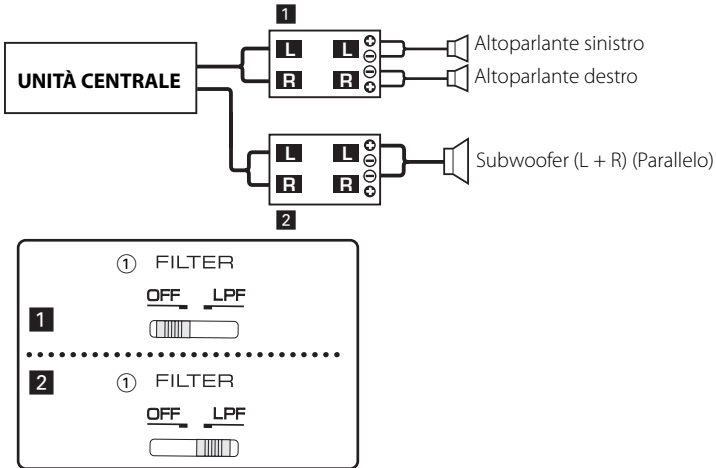 1
L L ⊕ ⊖ Altoparlante sinistro
UNITÀ CENTRALE
R R ⊖ ⊕ Altoparlante destro
L L ⊕ ⊖
R R ⊖ ⊕
Subwoofer (L + R) (Parallelo)
2
① FILTER
OFF LPF
1
2 ① FILTER
OFF LPF